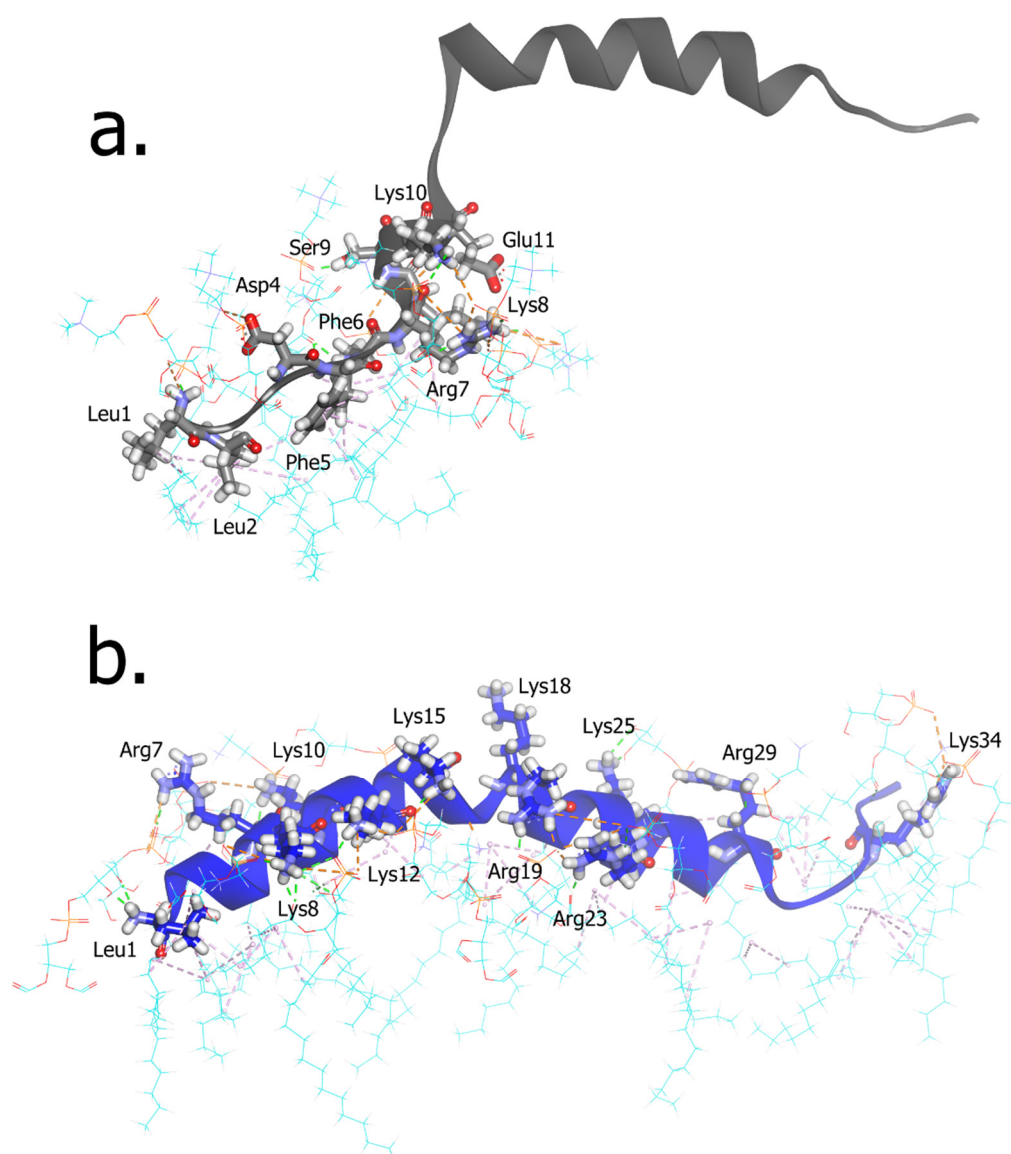 a.
Lys10
Ser9
Glu11
Asp4
Lys8
Phe6
Arg7
Leu1
Phe5
Leu2
b.
Lys18
Lys15
Lys25
Arg7
Lys10
Arg29
Lys34
Lys12
Arg19
Lys8
Arg23
Leu1